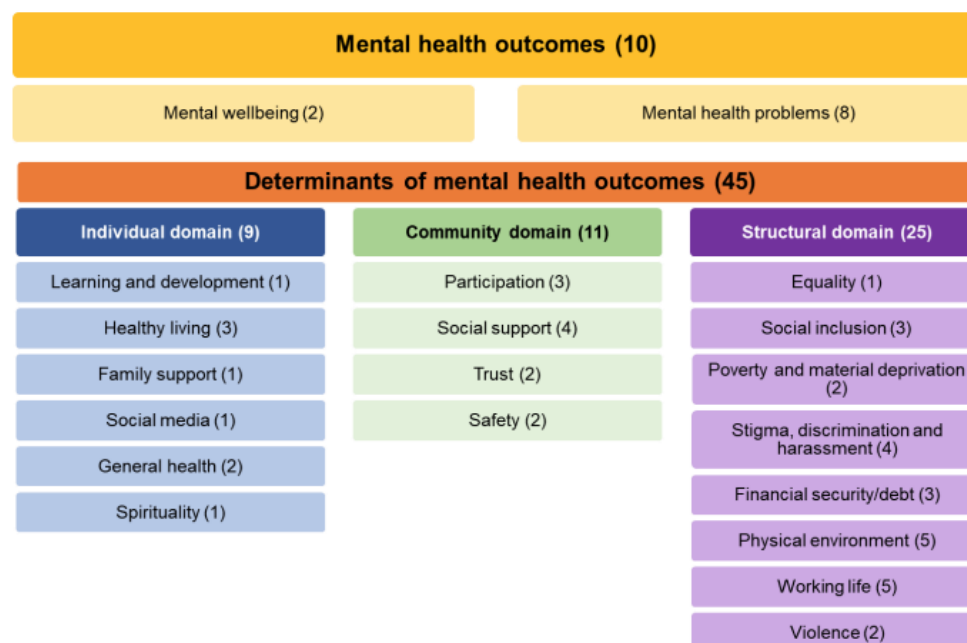 Mental health outcomes (10)
Mental wellbeing (2)
Mental health problems (8)
Determinants of mental health outcomes (45)
Individual domain (9)
Learning and development (1)
Healthy living (3)
Family support (1)
Social media (1)
General health (2)
Spirituality (1)
Community domain (11)
Participation (3)
Social support (4)
Trust (2)
Safety (2)
Structural domain (25)
Equality (1)
Social inclusion (3)
Poverty and material deprivation
(2)
Stigma, discrimination and
harassment (4)
Financial security/debt (3)
Physical environment (5)
Working life (5)
Violence (2)